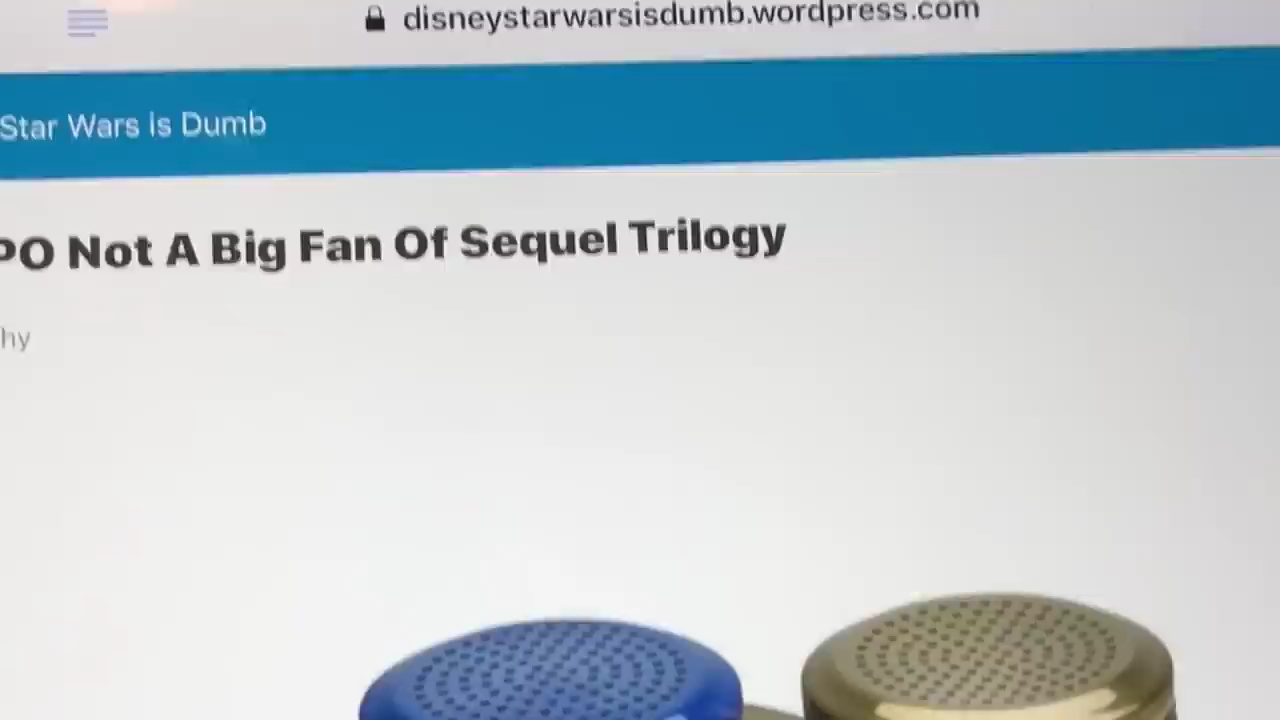 disneystarwarsisdumb.wordpress.com
Star Wars is Dumb
PO Not A Big Fan Of Sequel Trilogy
hy